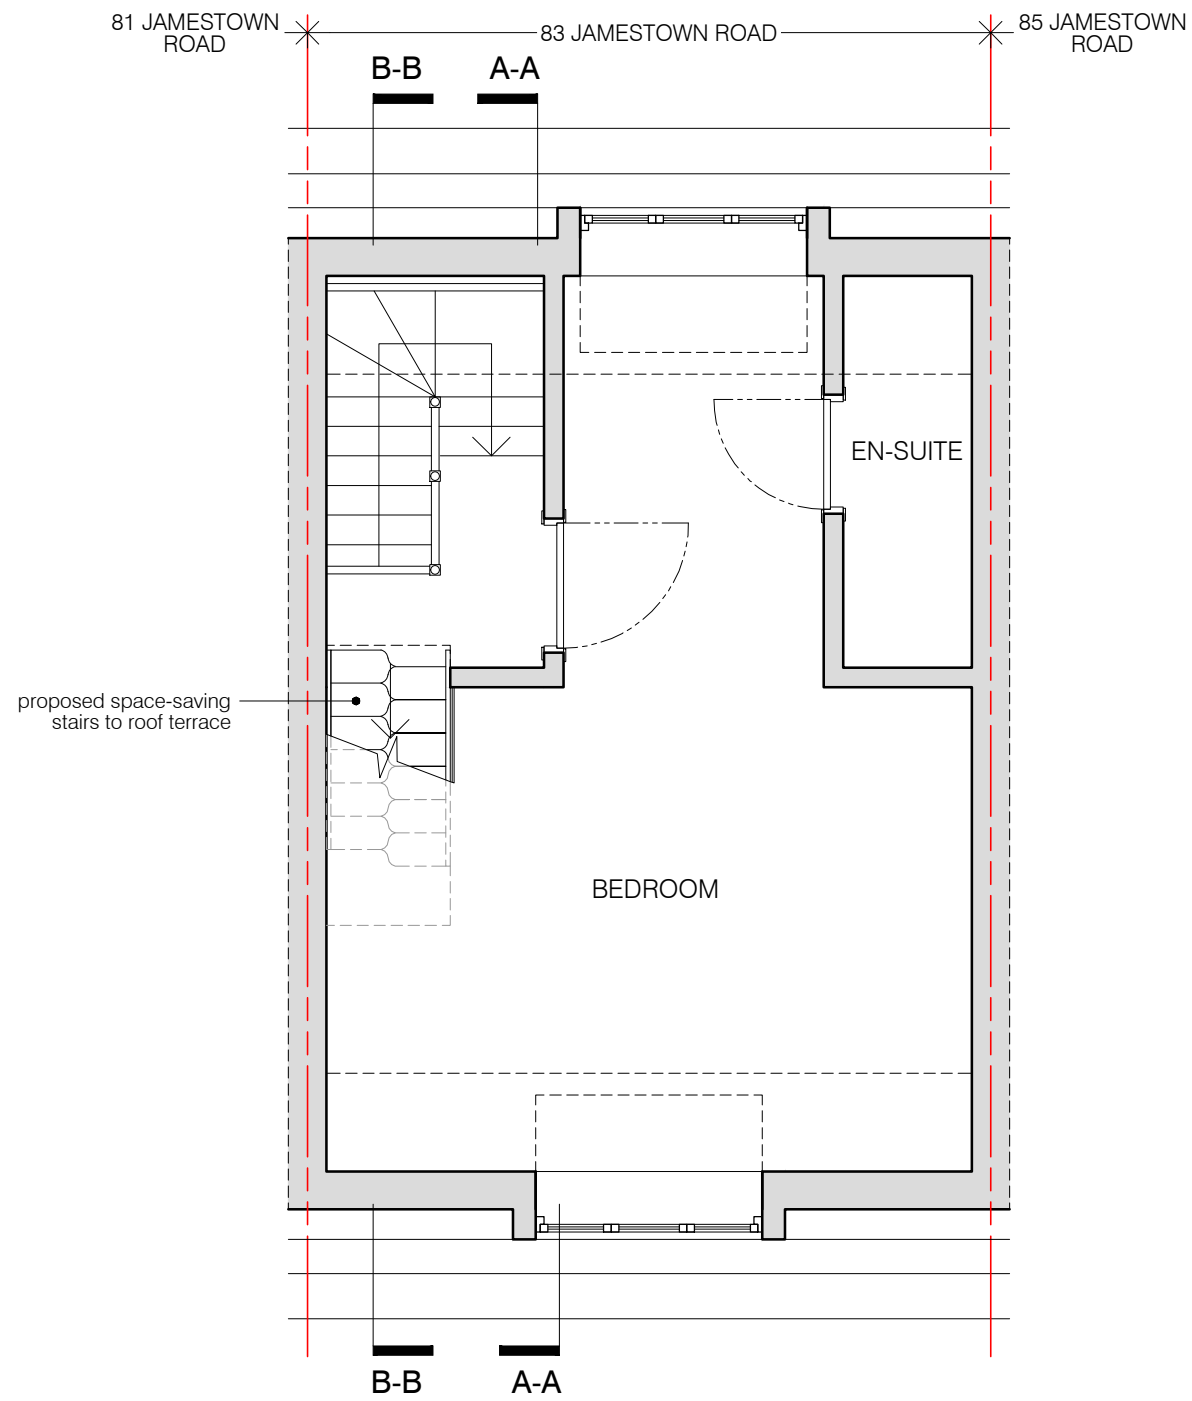 81 JAMESTOWN
ROAD
83 JAMESTOWN ROAD
85 JAMESTOWN
ROAD
B-B
A-A
EN-SUITE
proposed space-saving
stairs to roof terrace
BEDROOM
B-B
A-A